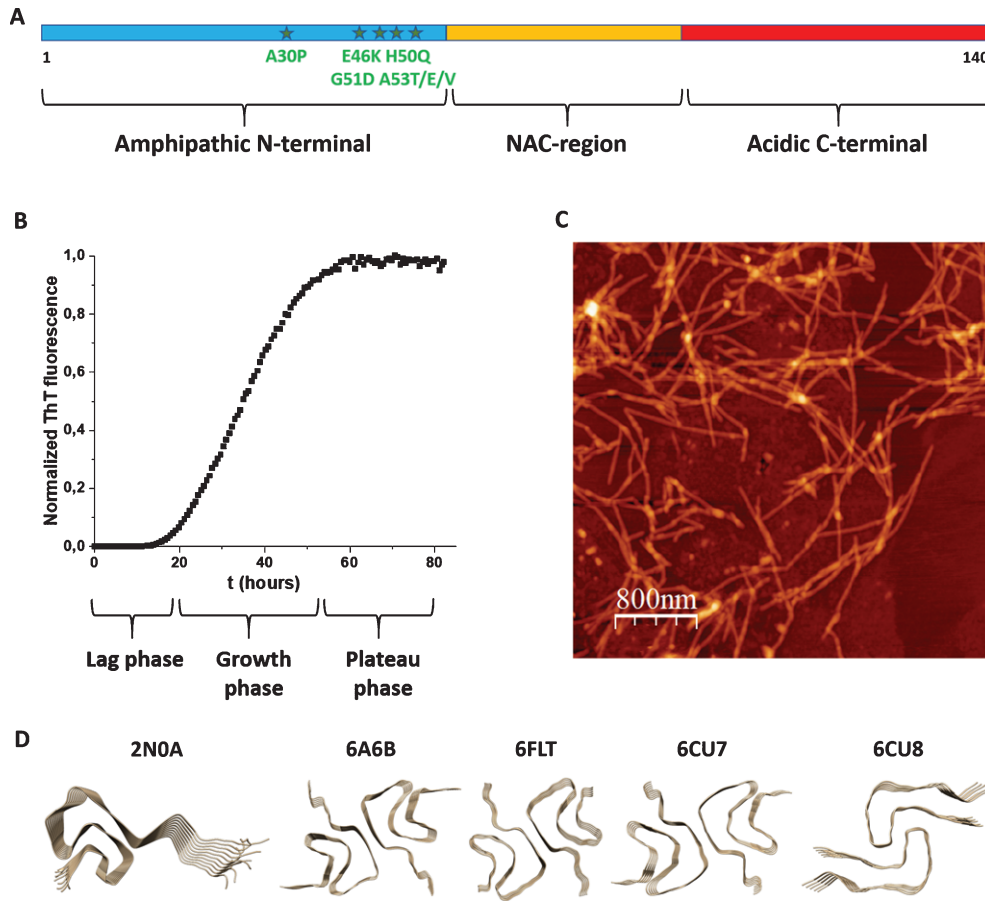 A
A30P
E46K H50Q
G51D A53T/E/V
1
140
Amphipathic N-terminal
NAC-region
Acidic C-terminal
B
Normalized ThT fluorescence
1,0
0,8
0,6
0,4
0,2
0,0
0
20
40
60
80
t (hours)
Lag phase
Growth
phase
Plateau
phase
C
800nm
D
2N0A
6A6B
6FLT
6CU7
6CU8